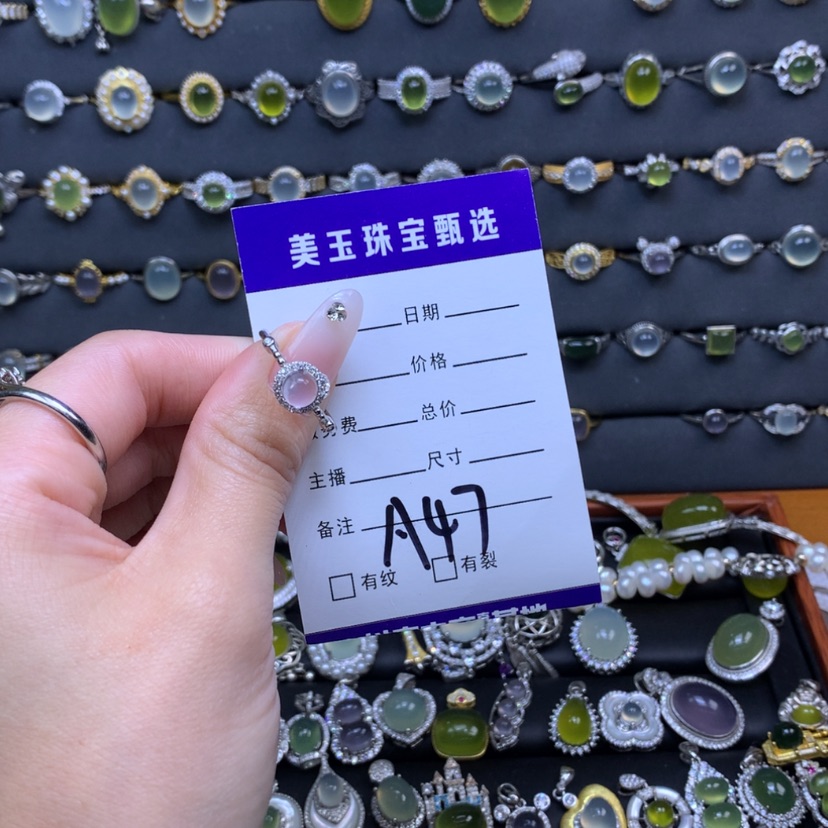 美玉珠宝甄选
日期
价格
费 总价
主播 尺寸
备注 A47
有纹 有裂